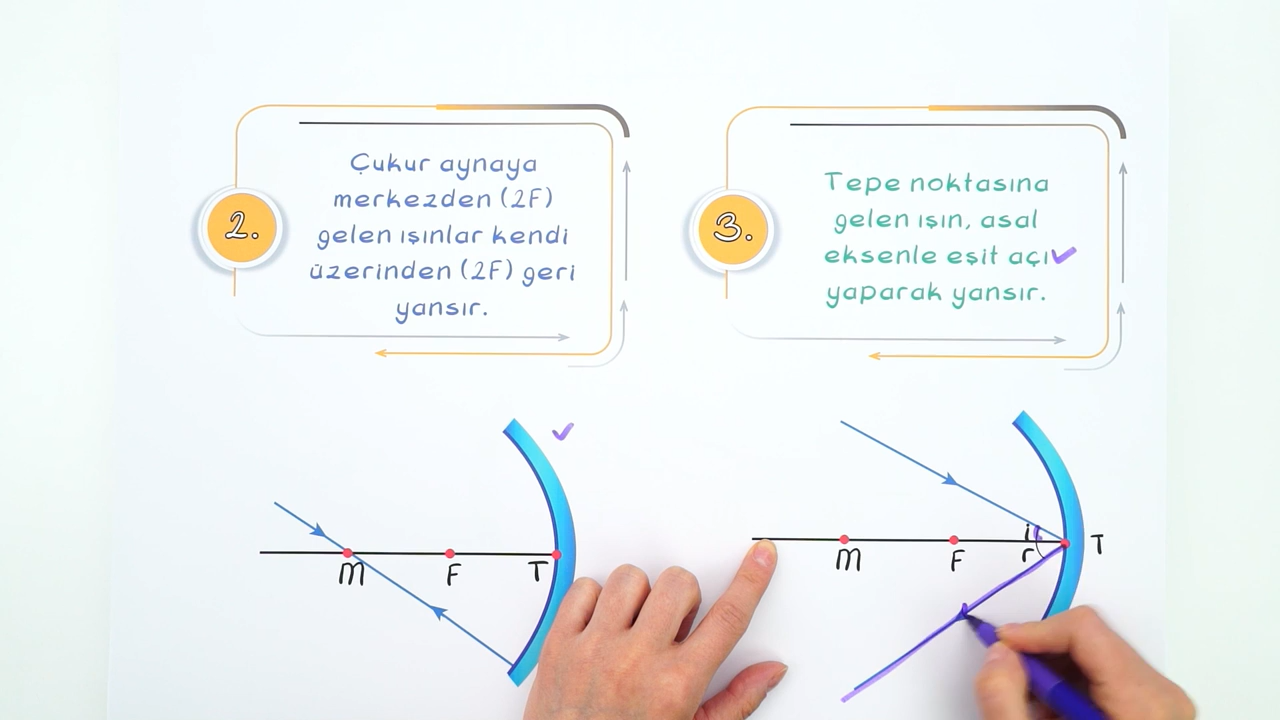 2.
Çukur aynaya
merkezden (2F)
gelen ışınlar kendi
üzerinden (2F) geri
yansır.
3.
Tepe noktasına
gelen ışın, asal
eksenle eşit açı
yaparak yansır.
M
F
T
i
r
M
F
T